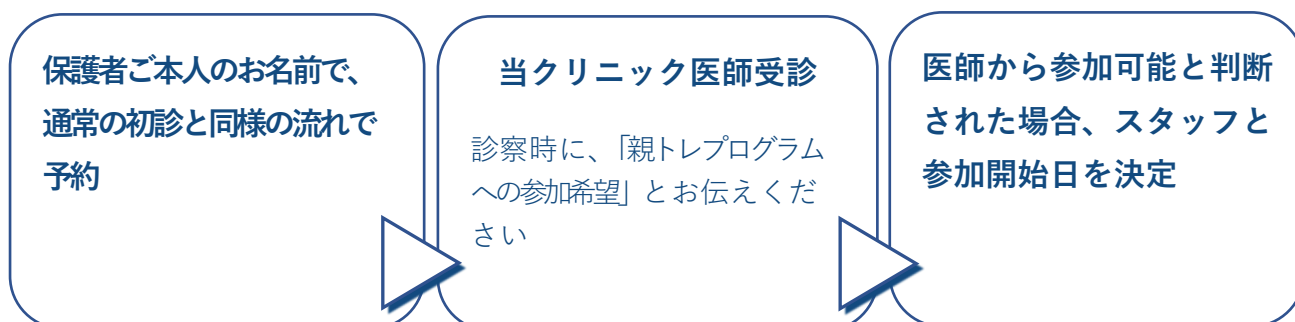 保護者ご本人のお名前で、
通常の初診と同様の流れで
予約
当クリニック医師受診
診察時に、「親トレプログラム
への参加希望」とお伝えくだ
さい
医師から参加可能と判断
された場合、スタッフと
参加開始日を決定